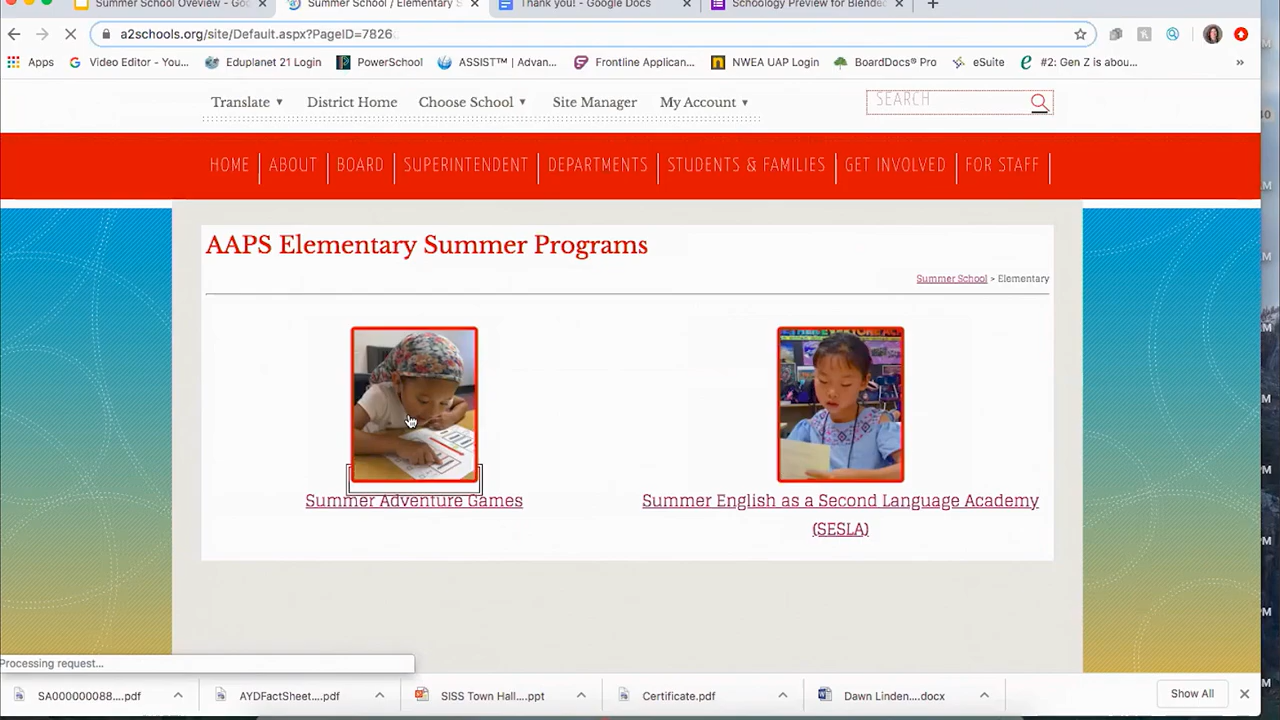 Summer School Oveview - Goo
Summer School / Elementary S
Thank you! - Google Docs
Schoology Preview for Blende
a2schools.org/site/Default.aspx?PageID=7826
Apps
Video Editor - You...
Eduplanet 21 Login
PowerSchool
ASSIST™ | Advan...
Frontline Applican...
NWEA UAP Login
BoardDocs® Pro
eSuite
#2: Gen Z is abou...
»
Translate ▼
District Home
Choose School ▼
Site Manager
My Account ▼
SEARCH
HOME
ABOUT
BOARD
SUPERINTENDENT
DEPARTMENTS
STUDENTS & FAMILIES
GET INVOLVED
FOR STAFF
AAPS Elementary Summer Programs
Summer School > Elementary
Summer Adventure Games
Summer English as a Second Language Academy
(SESLA)
Processing request...
SA000000088....pdf
AYDFactSheet....pdf
SISS Town Hall....ppt
Certificate.pdf
Dawn Linden....docx
Show All